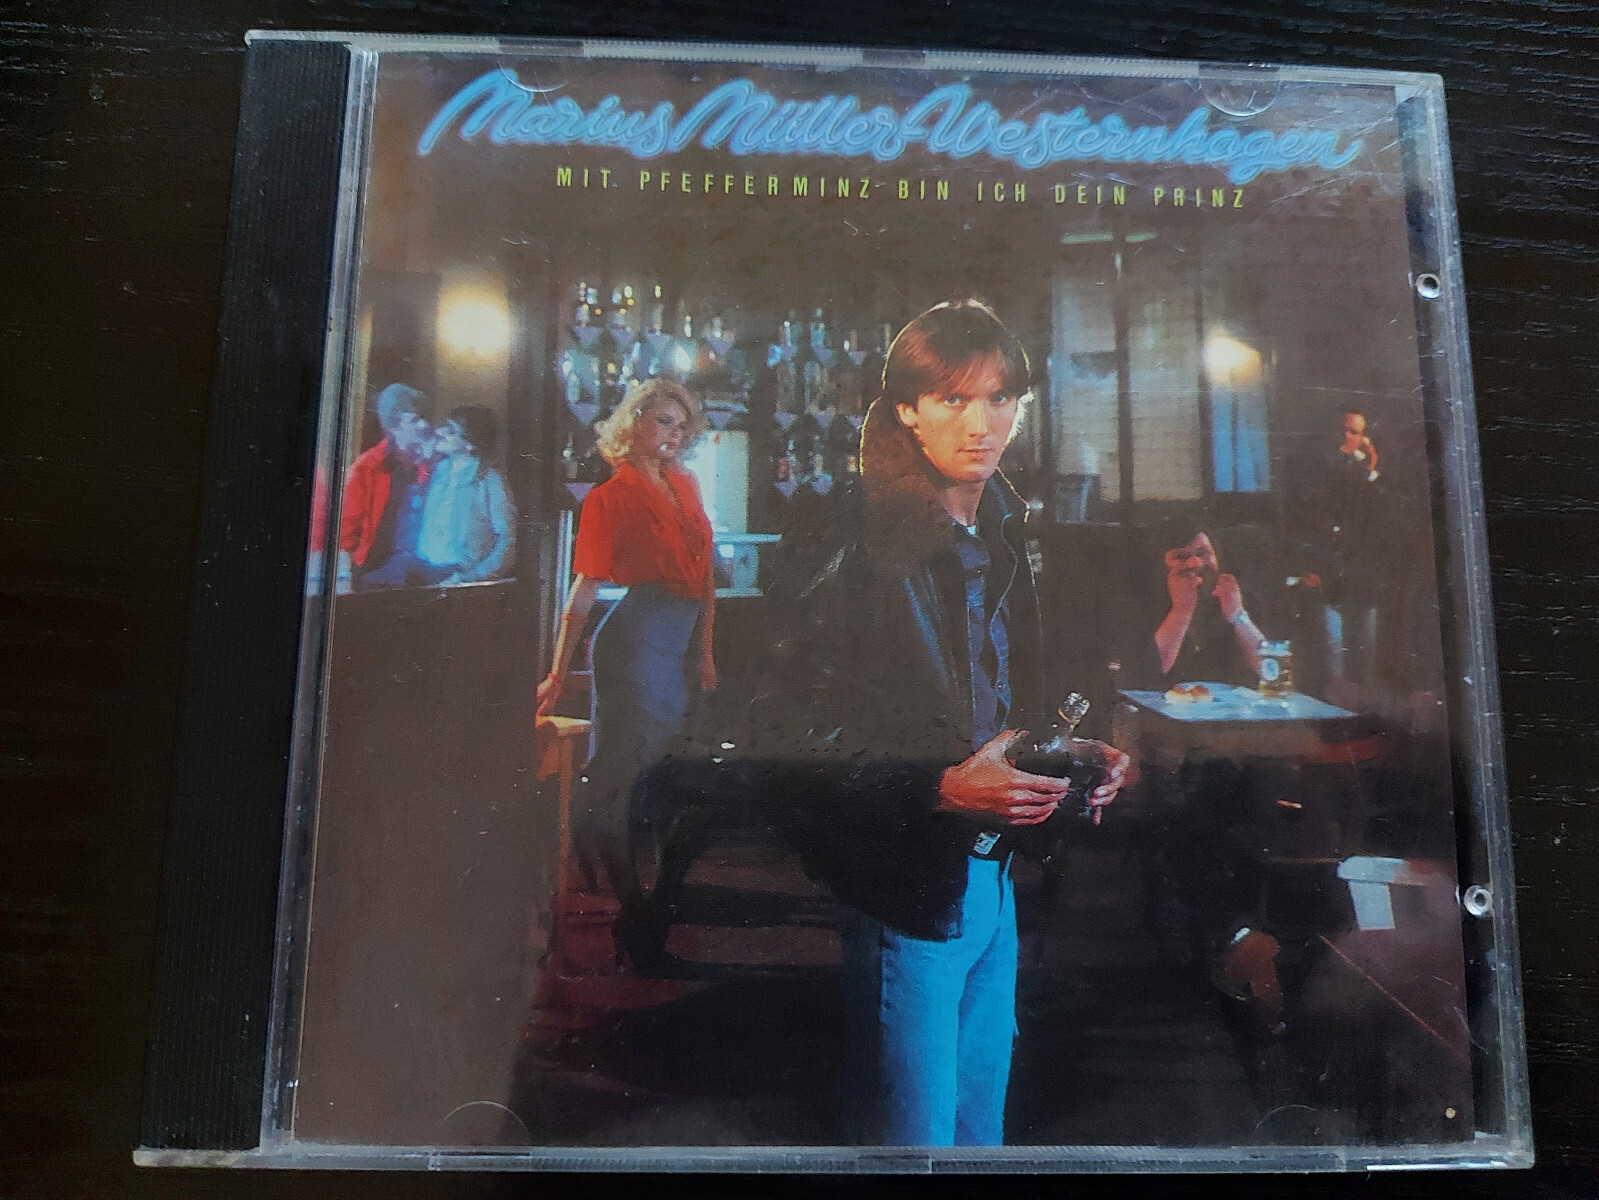 Marius Müller-Westernhagen
MIT PFEFFERMINZ BIN ICH DEIN PRINZ